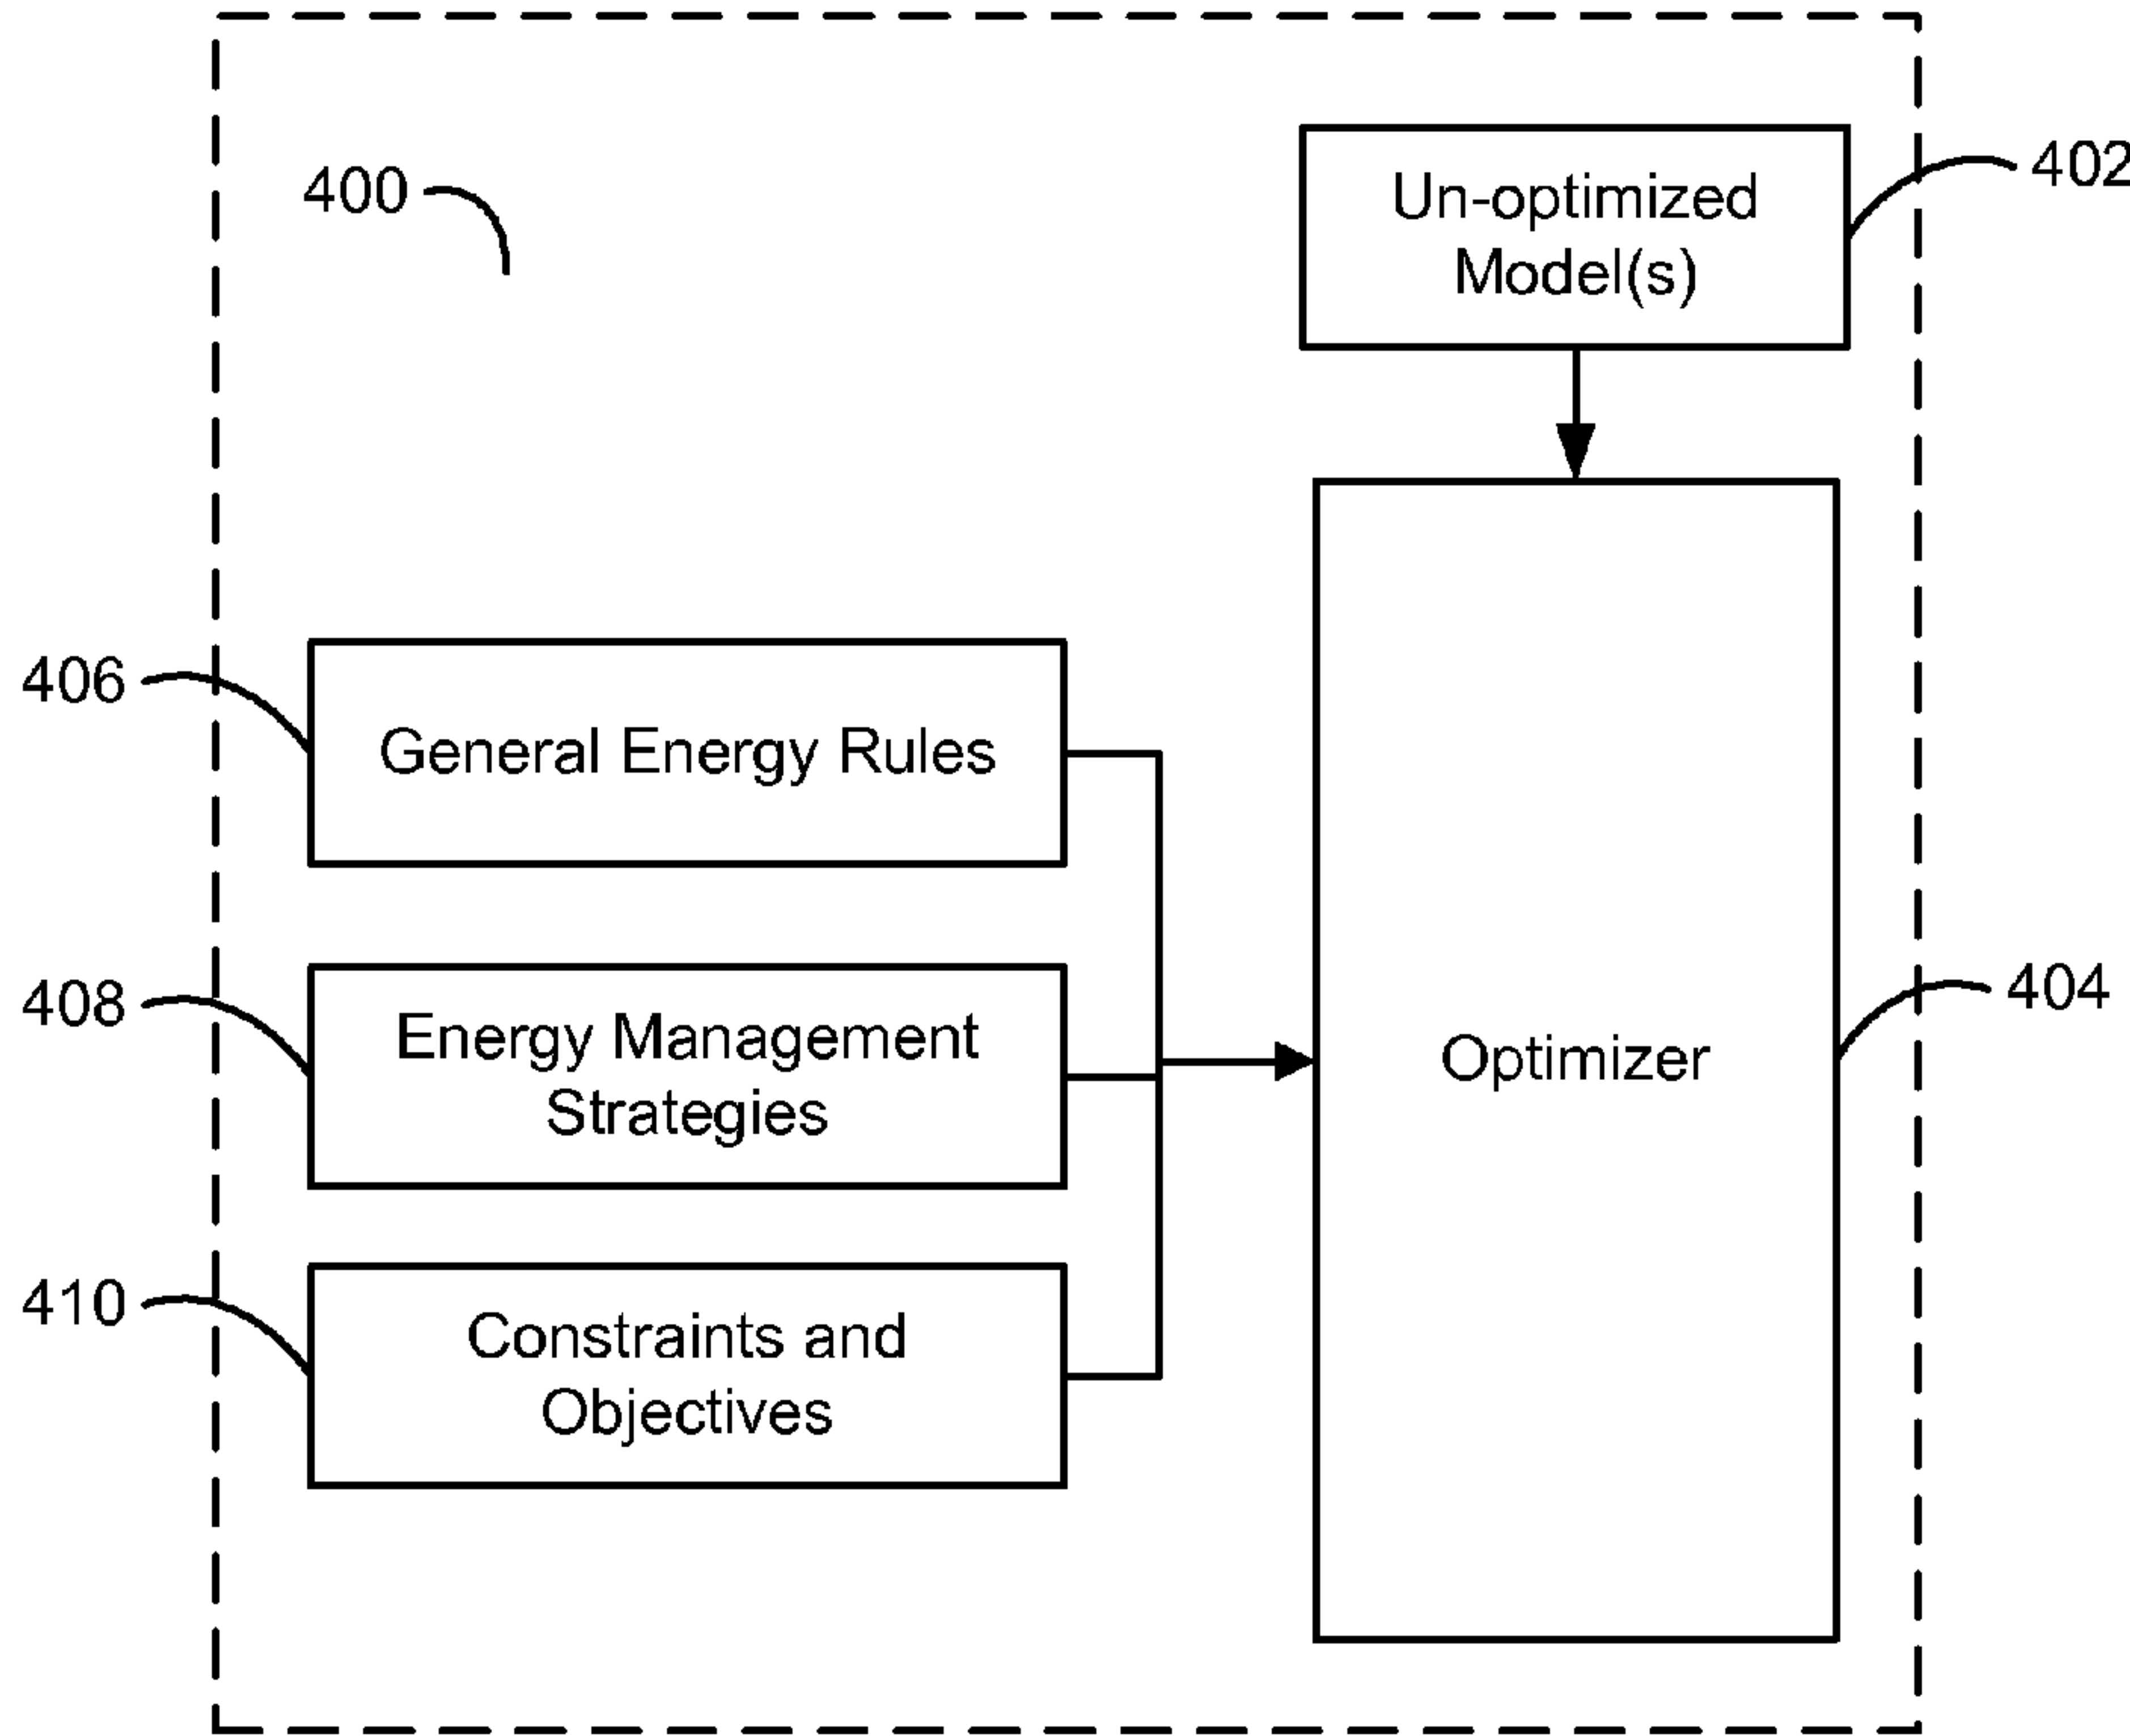 400
402
Un-optimized
Model(s)
406
General Energy Rules
408
Energy Management
Strategies
404
Optimizer
410
Constraints and
Objectives